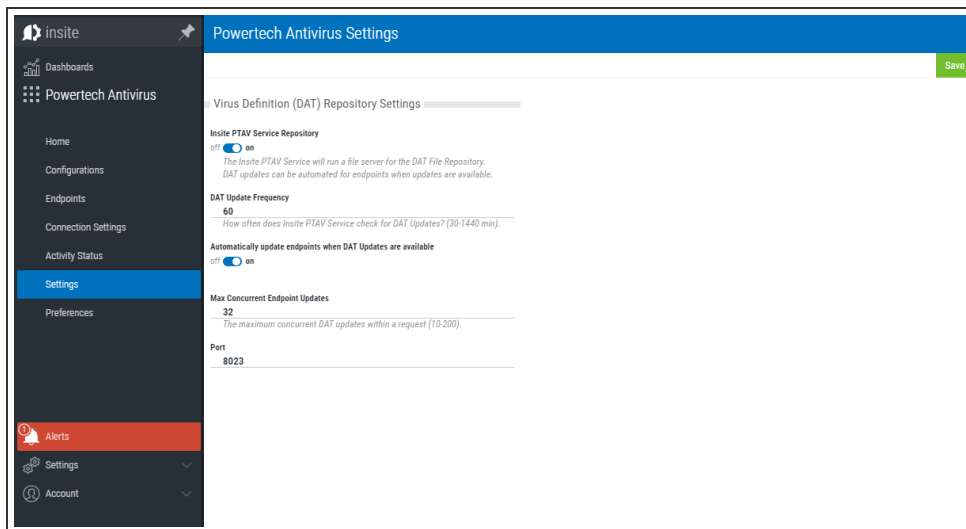 insite
Dashboards
Powertech Antivirus
Home
Configurations
Endpoints
Connection Settings
Activity Status
Settings
Preferences
1
Alerts
Settings
Account
Powertech Antivirus Settings
Save
Virus Definition (DAT) Repository Settings
Insite PTAV Service Repository
off on
The Insite PTAV Service will run a file server for the DAT File Repository.
DAT updates can be automated for endpoints when updates are available.
DAT Update Frequency
60
How often does Insite PTAV Service check for DAT Updates? (30-1440 min).
Automatically update endpoints when DAT Updates are available
off on
Max Concurrent Endpoint Updates
32
The maximum concurrent DAT updates within a request (10-200).
Port
8023